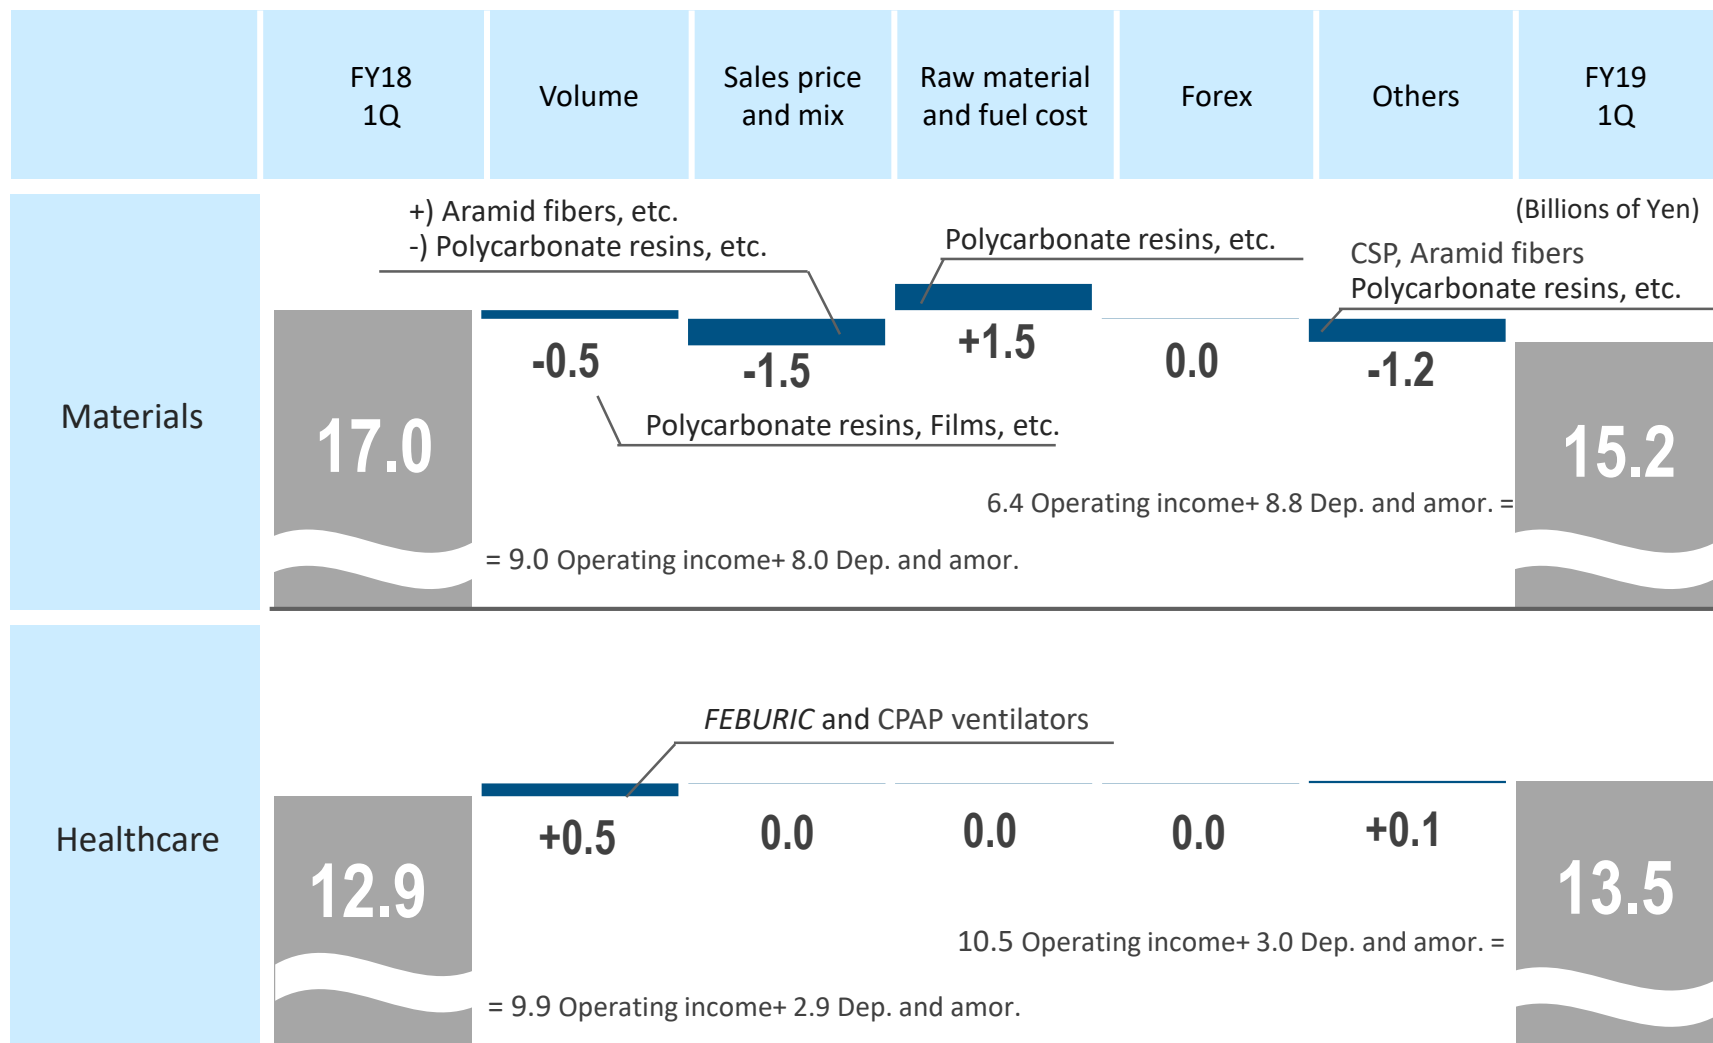 FY18
1Q
Volume
Sales price
and mix
Raw material
and fuel cost
Forex
Others
FY19
1Q
Materials
(Billions of Yen)
+) Aramid fibers, etc.
-) Polycarbonate resins, etc.
Polycarbonate resins, etc.
CSP, Aramid fibers
Polycarbonate resins, etc.
17.0
-0.5
-1.5
+1.5
0.0
-1.2
15.2
Polycarbonate resins, Films, etc.
6.4 Operating income+ 8.8 Dep. and amor. =
= 9.0 Operating income+ 8.0 Dep. and amor.
Healthcare
FEBURIC and CPAP ventilators
12.9
+0.5
0.0
0.0
0.0
+0.1
13.5
10.5 Operating income+ 3.0 Dep. and amor. =
= 9.9 Operating income+ 2.9 Dep. and amor.